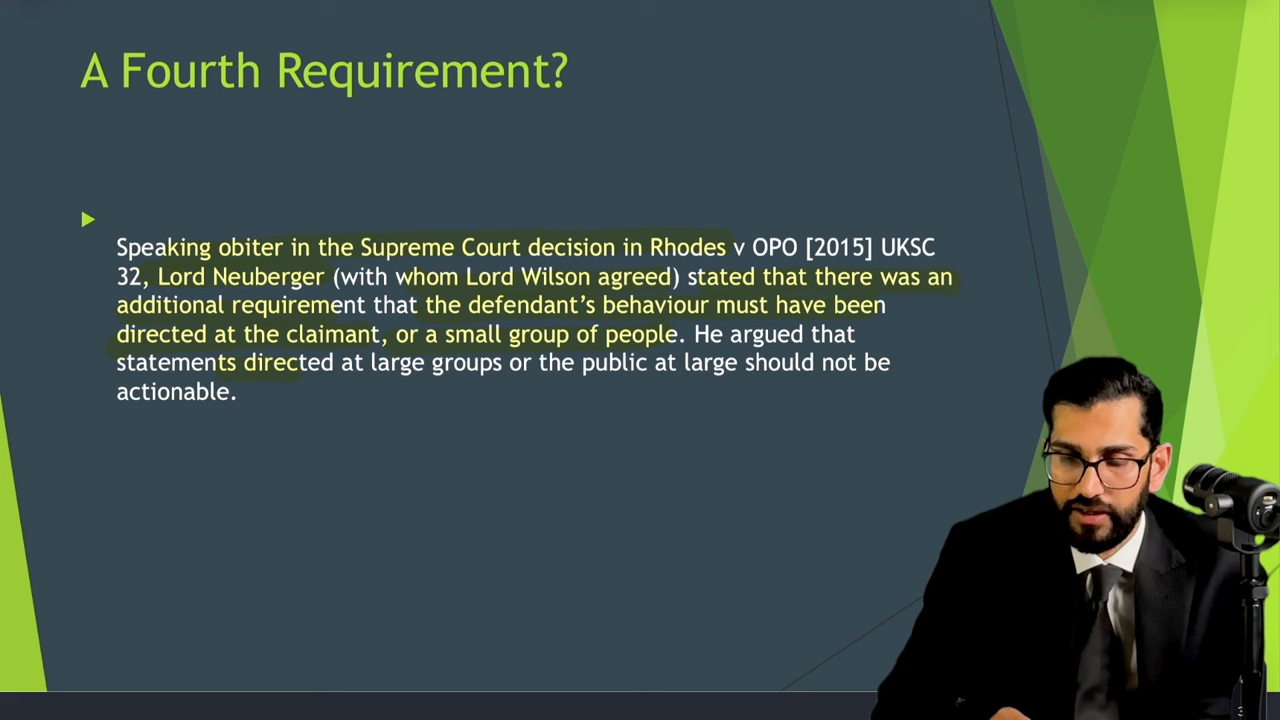 A Fourth Requirement?
Speaking obiter in the Supreme Court decision in Rhodes v OPO [2015] UKSC
32, Lord Neuberger (with whom Lord Wilson agreed) stated that there was an
additional requirement that the defendant’s behaviour must have been
directed at the claimant, or a small group of people. He argued that
statements directed at large groups or the public at large should not be
actionable.